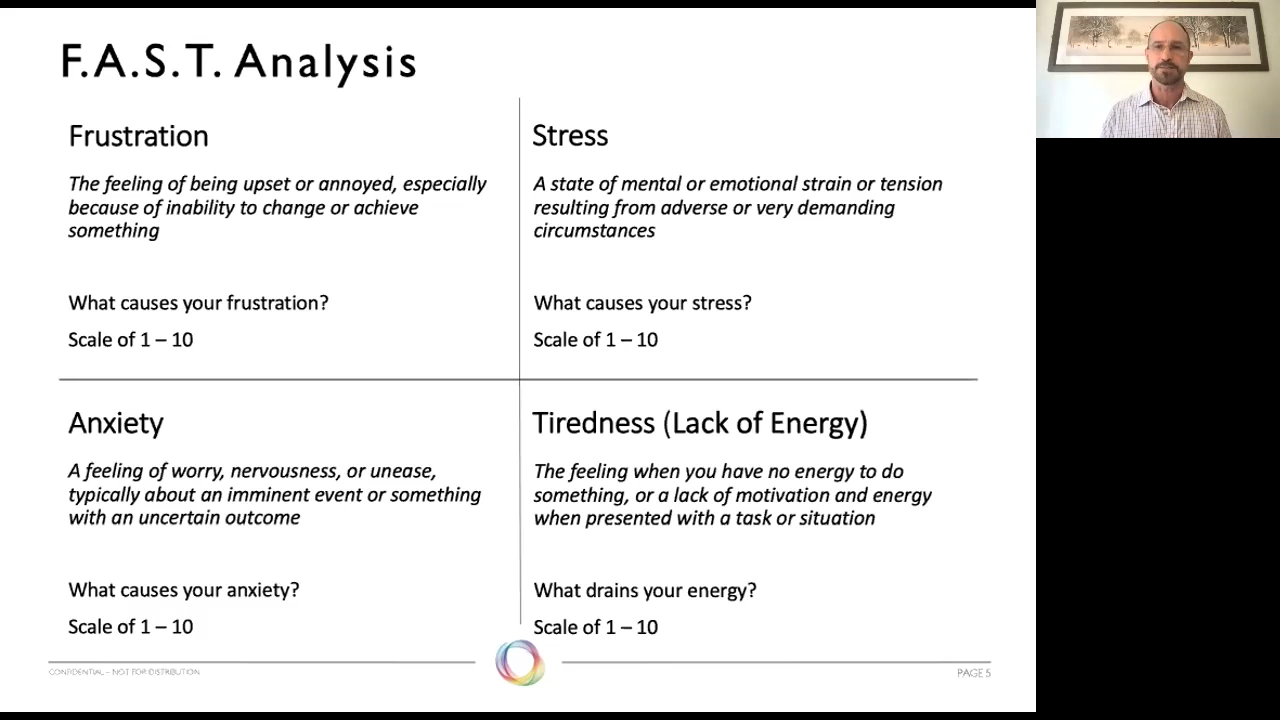 F.A.S.T. Analysis
Frustration
The feeling of being upset or annoyed, especially
because of inability to change or achieve
something
What causes your frustration?
Scale of 1 – 10
Stress
A state of mental or emotional strain or tension
resulting from adverse or very demanding
circumstances
What causes your stress?
Scale of 1 – 10
Anxiety
A feeling of worry, nervousness, or unease,
typically about an imminent event or something
with an uncertain outcome
What causes your anxiety?
Scale of 1 – 10
Tiredness (Lack of Energy)
The feeling when you have no energy to do
something, or a lack of motivation and energy
when presented with a task or situation
What drains your energy?
Scale of 1 – 10
CONFIDENTIAL – NOT FOR DISTRIBUTION
PAGE 5